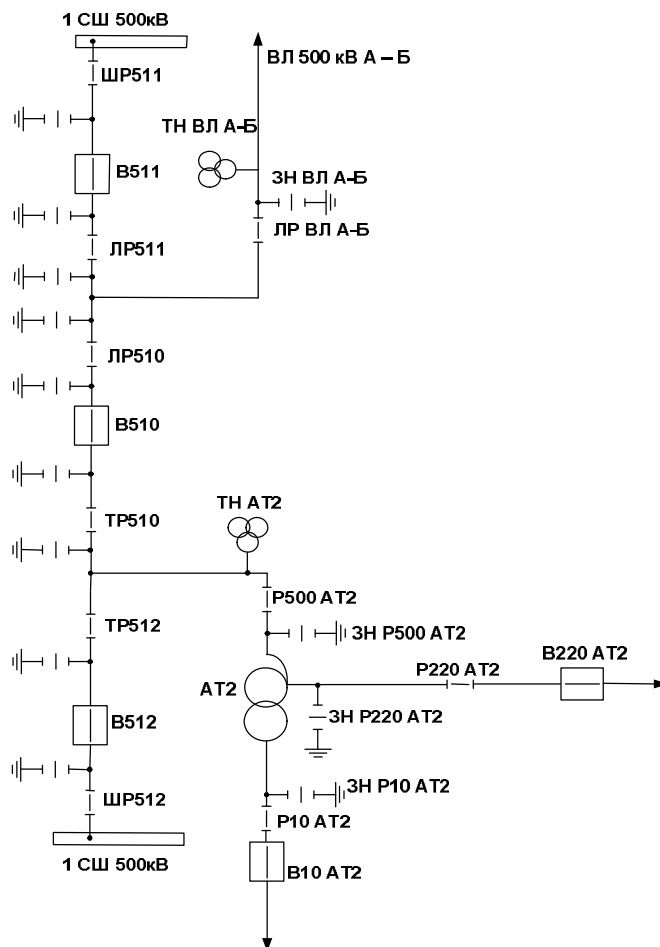 1 СШ 500кВ
ШР511
ВЛ 500 кВ А – Б
ТН ВЛ А-Б
В511
ЗН ВЛ А-Б
ЛР ВЛ А-Б
ЛР511
ЛР510
В510
ТН АТ2
ТР510
Р500 АТ2
ТР512
ЗН Р500 АТ2
Р220 АТ2
В220 АТ2
АТ2
В512
ЗН Р220 АТ2
ЗН Р10 АТ2
ШР512
Р10 АТ2
1 СШ 500кВ
В10 АТ2